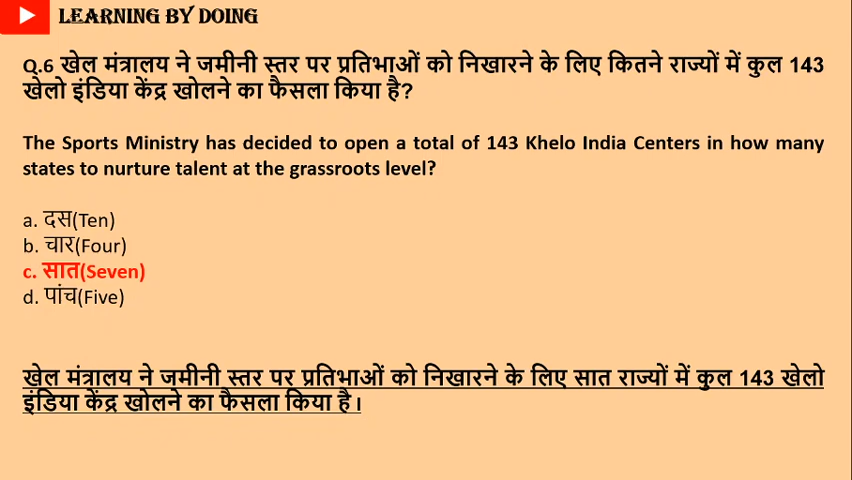 LEARNING BY DOING
Q.6 खेल मंत्रालय ने जमीनी स्तर पर प्रतिभाओं को निखारने के लिए कितने राज्यों में कुल 143
खेलो इंडिया केंद्र खोलने का फैसला किया है?
The Sports Ministry has decided to open a total of 143 Khelo India Centers in how many
states to nurture talent at the grassroots level?
a. दस(Ten)
b. चार(Four)
c. सात(Seven)
d. पांच(Five)
खेल मंत्रालय ने जमीनी स्तर पर प्रतिभाओं को निखारने के लिए सात राज्यों में कुल 143 खेलो
इंडिया केंद्र खोलने का फैसला किया है।